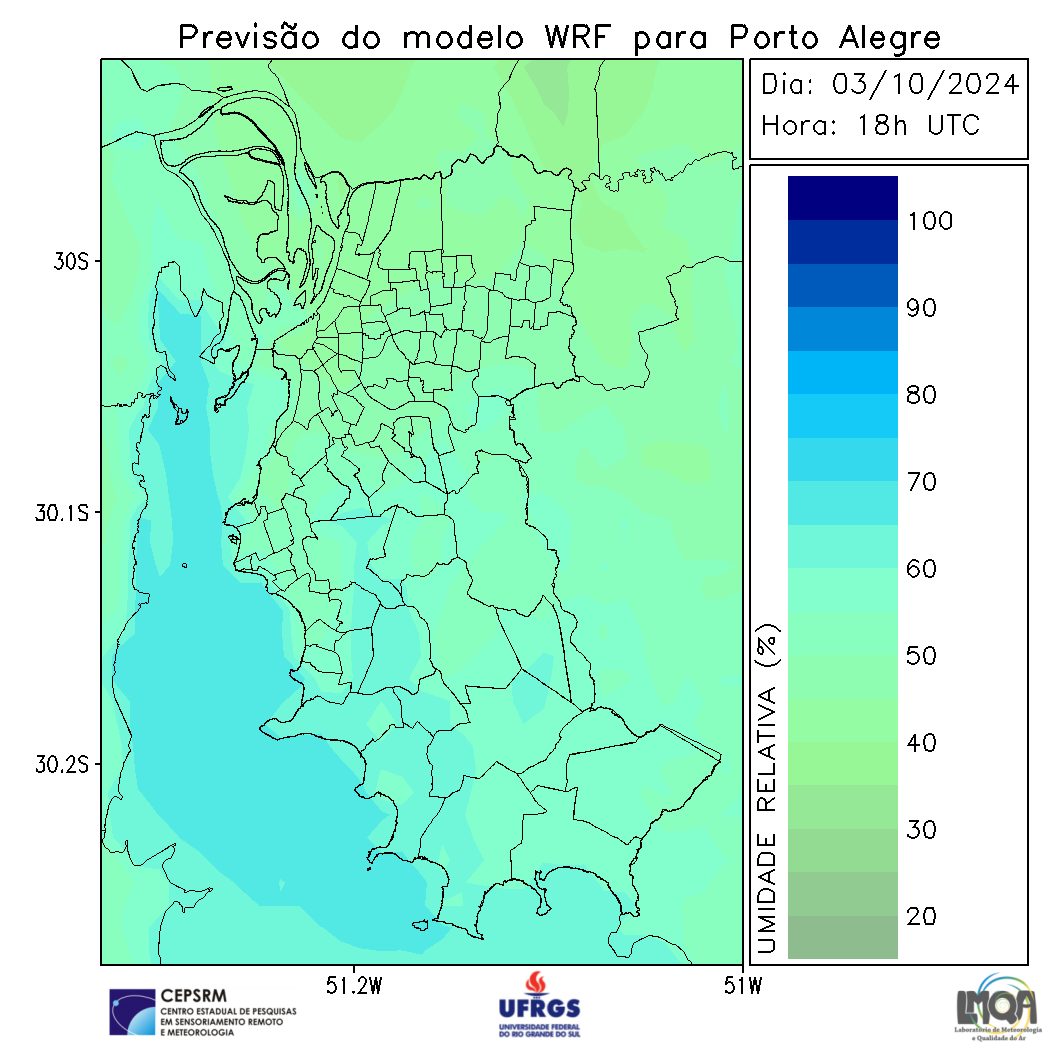 Previsão do modelo WRF para Porto Alegre
Dia: 03/10/2024
Hora: 18h UTC
30S
30.1S
30.2S
51.2W
51W
UMIDADE RELATIVA (%)
100
90
80
70
60
50
40
30
20
CEPSRM
CENTRO ESTADUAL DE PESQUISAS
EM SENSORIAMENTO REMOTO
E METEOROLOGIA
UFRGS
UNIVERSIDADE FEDERAL
DO RIO GRANDE DO SUL
LMQA
Laboratório de Meteorologia
e Qualidade do Ar